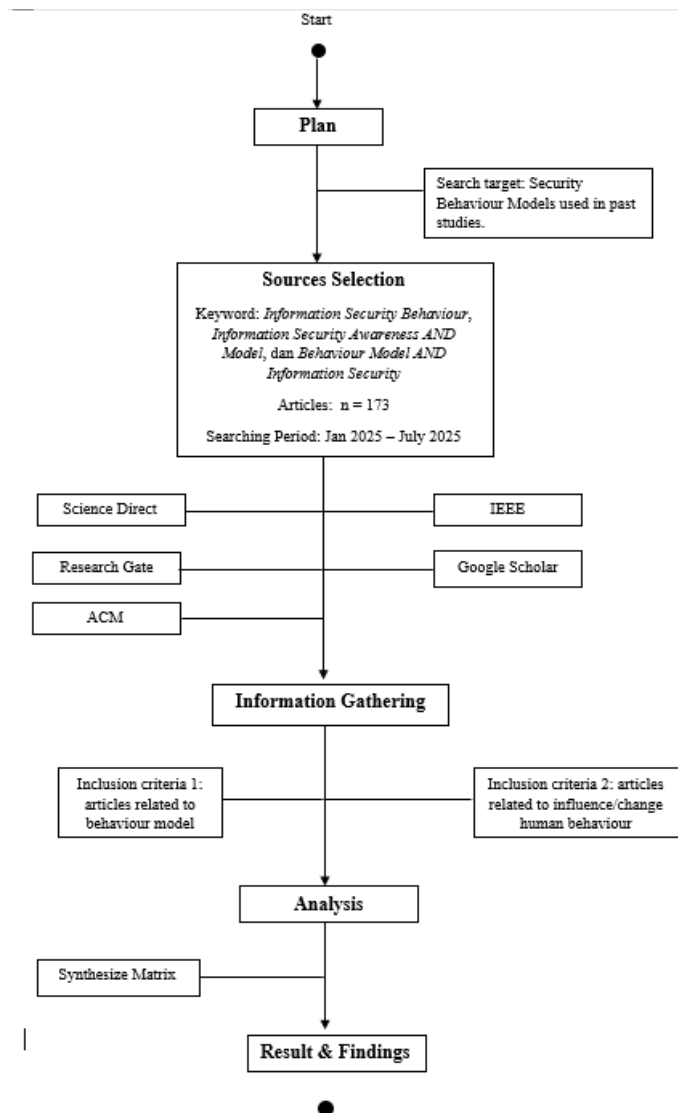 Start
Plan
Search target: Security
Behaviour Models used in past
studies.
Sources Selection
Keyword: Information Security Behaviour,
Information Security Awareness AND
Model, dan Behaviour Model AND
Information Security
Articles: n = 173
Searching Period: Jan 2025 – July 2025
Science Direct
IEEE
Research Gate
Google Scholar
ACM
Information Gathering
Inclusion criteria 1:
articles related to
behaviour model
Inclusion criteria 2: articles
related to influence/change
human behaviour
Analysis
Synthesize Matrix
Result & Findings